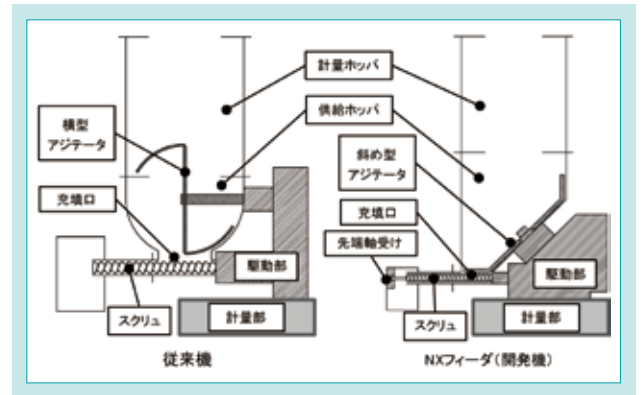 計量ホッパ
供給ホッパ
横型
アジテータ
斜め型
アジテータ
充填口
充填口
先端軸受け
駆動部
駆動部
スクリュ
計量部
スクリュ
計量部
従来機
NXフィーダ(開発機)